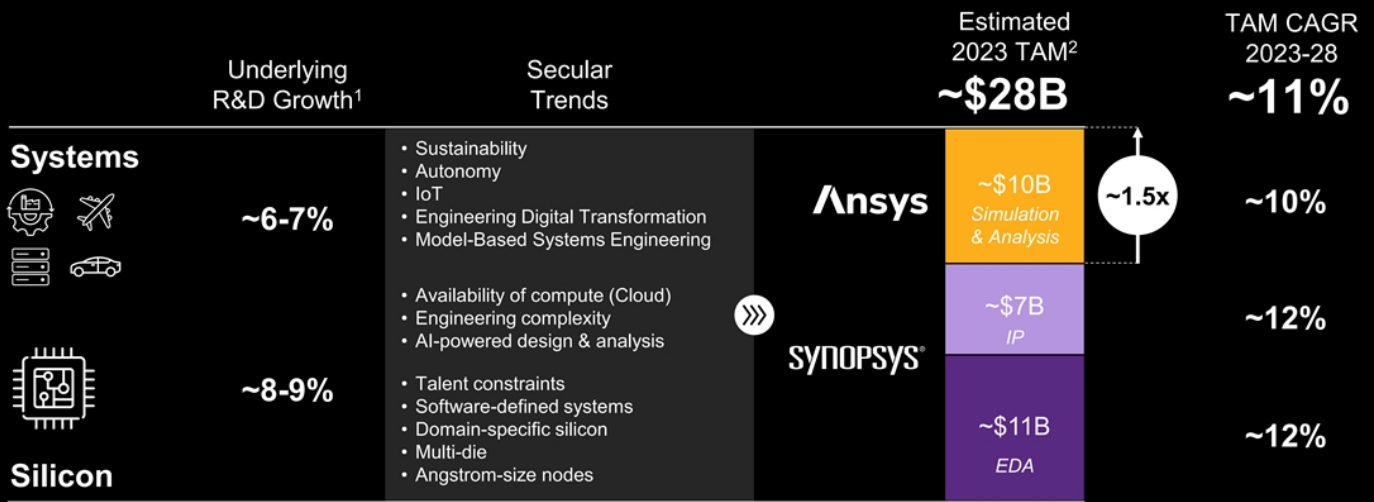 Underlying
R&D Growth¹
Secular
Trends
Estimated
2023 TAM²
~$28B
TAM CAGR
2023-28
~11%
Systems
~6-7%
• Sustainability
• Autonomy
• IoT
• Engineering Digital Transformation
• Model-Based Systems Engineering
Ansys
~$10B
Simulation
& Analysis
~1.5x
~10%
• Availability of compute (Cloud)
• Engineering complexity
• AI-powered design & analysis
~$7B
IP
~12%
SYNOPSYS®
~8-9%
• Talent constraints
• Software-defined systems
• Domain-specific silicon
• Multi-die
• Angstrom-size nodes
~$11B
EDA
~12%
Silicon